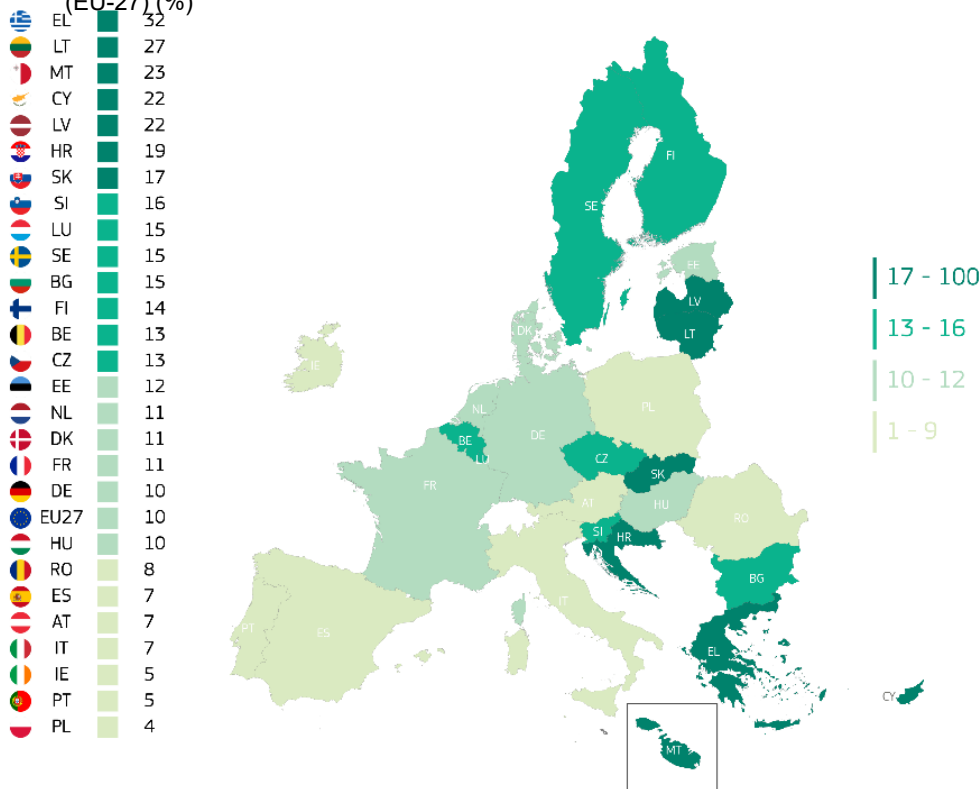 (EU-27) (%)
EL 32
LT 27
MT 23
CY 22
LV 22
HR 19
SK 17
SI 16
LU 15
SE 15
BG 15
FI 14
BE 13
CZ 13
EE 12
NL 11
DK 11
FR 11
DE 10
EU27 10
HU 10
RO 8
ES 7
AT 7
IT 7
IE 5
PT 5
PL 4
FI
SE
EE
LV
LT
DK
IE
NL
PL
DE
BE
LU
CZ
SK
FR
AT
HU
RO
SI
HR
BG
IT
PT
ES
EL
CY
MT
17 - 100
13 - 16
10 - 12
1 - 9